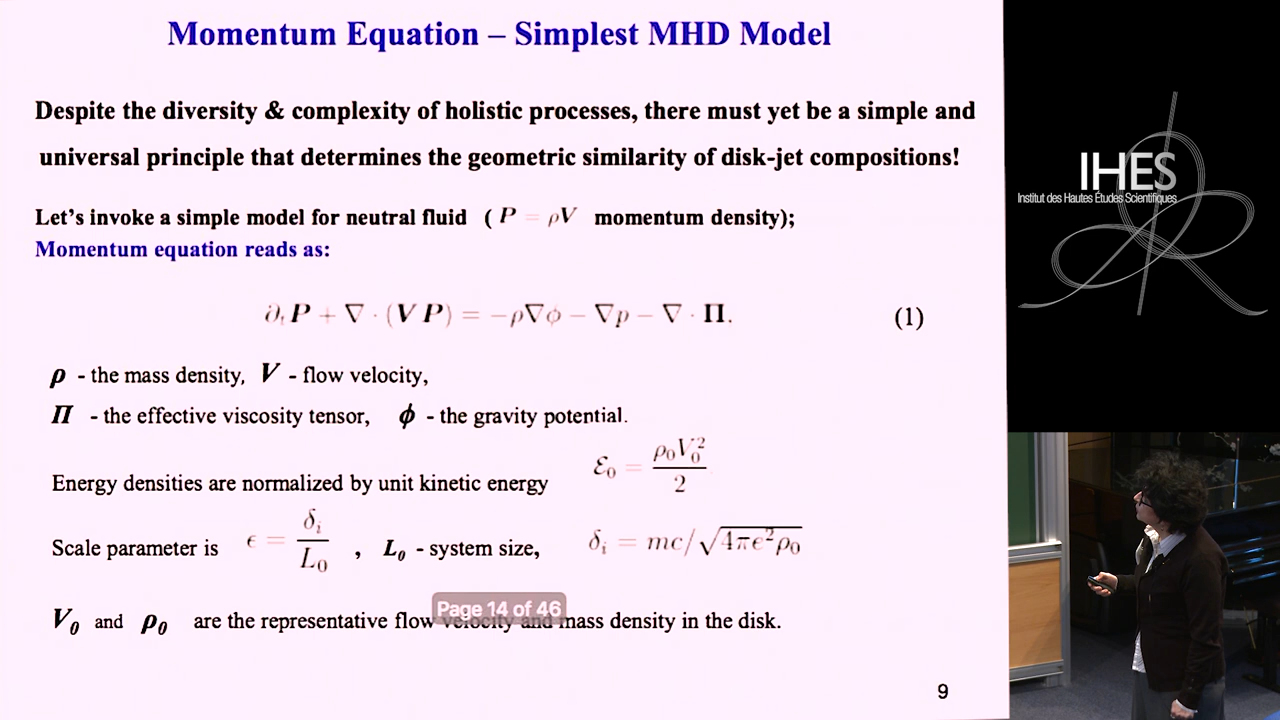 Momentum Equation – Simplest MHD Model
Despite the diversity & complexity of holistic processes, there must yet be a simple and
universal principle that determines the geometric similarity of disk-jet compositions!
Let's invoke a simple model for neutral fluid ( P = ρV momentum density);
Momentum equation reads as:
∂ₜP + ∇ · (V P) = −ρ∇ϕ − ∇p − ∇ · Π. (1)
ρ - the mass density, V - flow velocity,
Π - the effective viscosity tensor, ϕ - the gravity potential.
Energy densities are normalized by unit kinetic energy ℰ₀ = ρ₀V₀²/2
Scale parameter is ϵ = δᵢ/L₀ , L₀ - system size, δᵢ = mc/√4πe²ρ₀
V₀ and ρ₀ are the representative flow velocity and mass density in the disk.
Page 14 of 46
9
IHES
Institut des Hautes Études Scientifiques